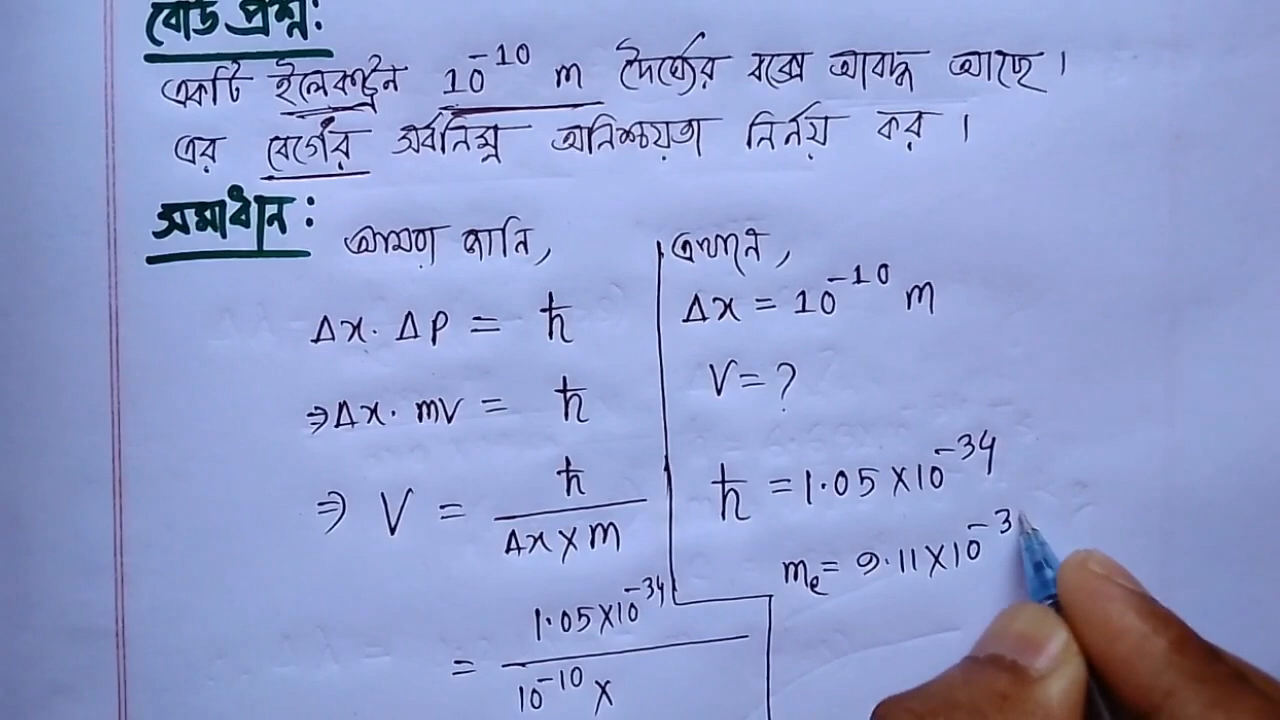 বোর্ড প্রশ্ন:
একটি ইলেকট্রন 10⁻¹⁰ m দৈর্ঘ্যের বক্সে আবদ্ধ আছে।
এর বেগের সর্বনিম্ন অনিশ্চয়তা নির্নয় কর।
সমাধান:
আমরা জানি,
Δx. Δp = ħ
⇒ Δx. mv = ħ
⇒ V = ħ / Δx × m
= 1.05×10⁻³⁴ / 10⁻¹⁰ ×
এখানে,
Δx = 10⁻¹⁰ m
V = ?
ħ = 1.05×10⁻³⁴
mₑ = 9.11×10⁻³